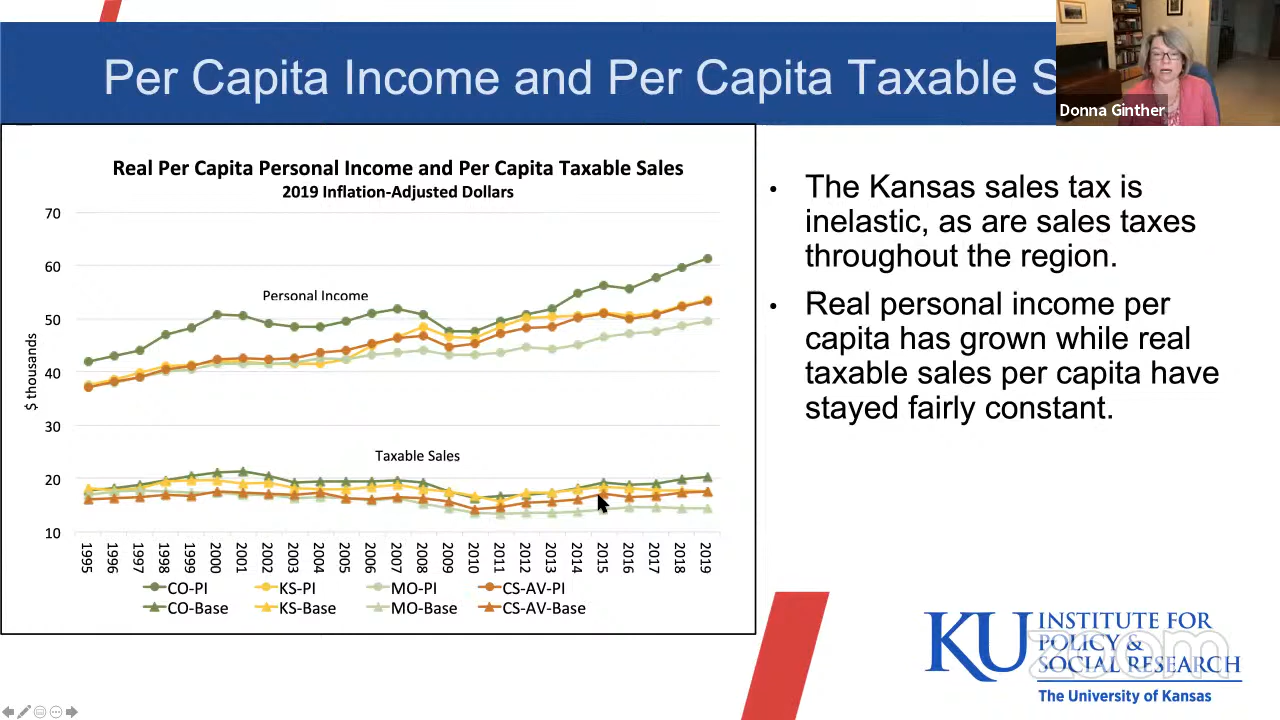 Per Capita Income and Per Capita Taxable S
Donna Ginther
Real Per Capita Personal Income and Per Capita Taxable Sales
2019 Inflation-Adjusted Dollars
$ thousands
70
60
50
40
30
20
10
Personal Income
Taxable Sales
1995 1996 1997 1998 1999 2000 2001 2002 2003 2004 2005 2006 2007 2008 2009 2010 2011 2012 2013 2014 2015 2016 2017 2018 2019
CO-PI KS-PI MO-PI CS-AV-PI
CO-Base KS-Base MO-Base CS-AV-Base
• The Kansas sales tax is
inelastic, as are sales taxes
throughout the region.
• Real personal income per
capita has grown while real
taxable sales per capita have
stayed fairly constant.
KU INSTITUTE FOR
POLICY &
SOCIAL RESEARCH
The University of Kansas
zoom